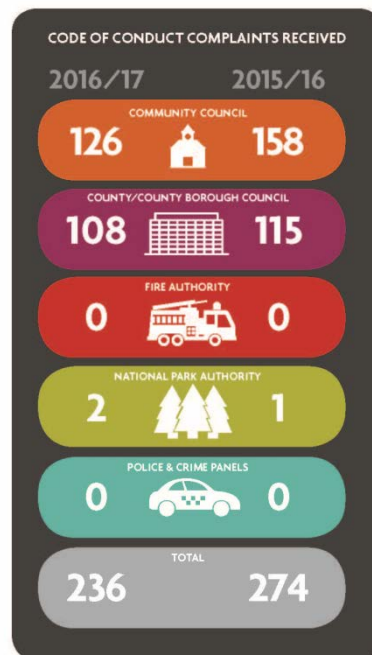 CODE OF CONDUCT COMPLAINTS RECEIVED
2016/17 2015/16
COMMUNITY COUNCIL
126 158
COUNTY/COUNTY BOROUGH COUNCIL
108 115
FIRE AUTHORITY
0 0
NATIONAL PARK AUTHORITY
2 1
POLICE & CRIME PANELS
0 0
TOTAL
236 274